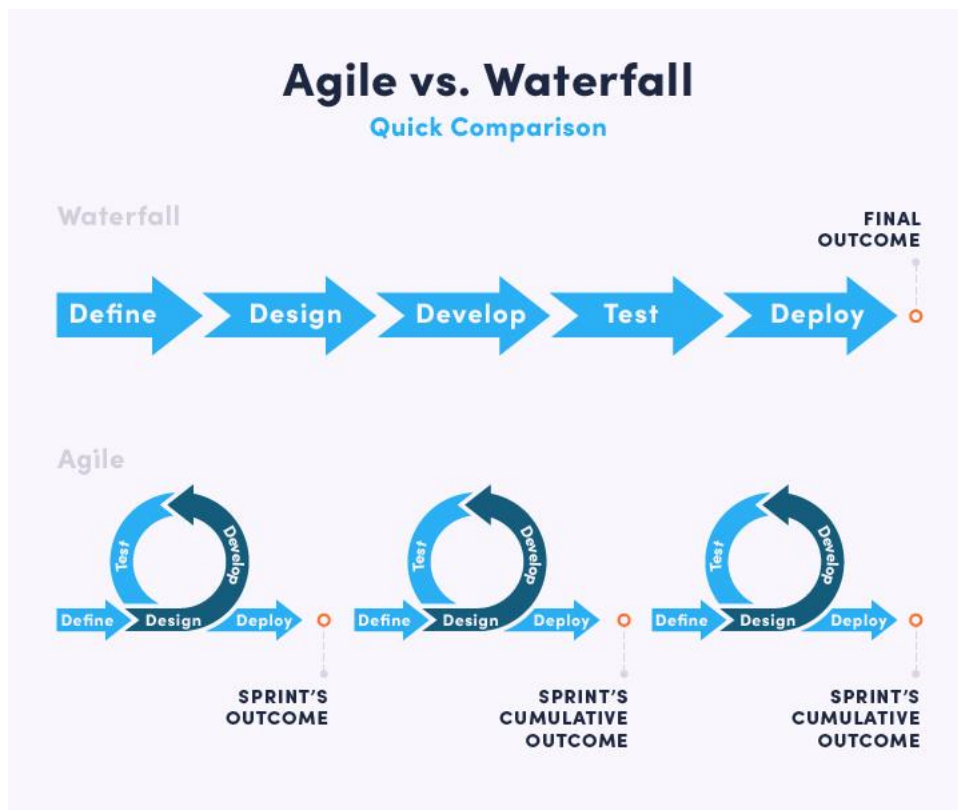 Agile vs. Waterfall
Quick Comparison
Waterfall
FINAL
OUTCOME
Define
Design
Develop
Test
Deploy
Agile
Test
Develop
Define
Design
Deploy
SPRINT'S
OUTCOME
Test
Develop
Define
Design
Deploy
SPRINT'S
CUMULATIVE
OUTCOME
Test
Develop
Define
Design
Deploy
SPRINT'S
CUMULATIVE
OUTCOME